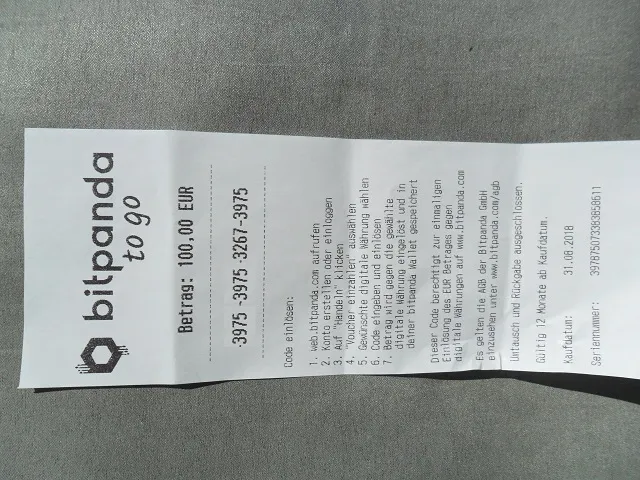 bitpanda
to go
Betrag: 100,00 EUR
-3975 -3975 -3267-3975
Code einlösen:
1. web.bitpanda.com aufrufen
2. Konto erstellen oder einloggen
3. Auf "Handeln" klicken
4. "Voucher einzahlen" auswählen
5. Gewünschte digitale Währung wählen
6. Code eingeben und einlösen
7. Betrag wird gegen die gewählte
digitale Währung eingelöst und in
deiner bitpanda Wallet gespeichert
Dieser Code berechtigt zur einmaligen
Einlösung des EUR Betrages gegen
digitale Währungen auf www.bitpanda.com
Es gelten die AGB der Bitpanda GmbH
einzusehen unter www.bitpanda.com/agb
Umtausch und Rückgabe ausgeschlossen.
Gültig 12 Monate ab Kaufdatum.
Kaufdatum: 31.08.2018
Seriennummer: 397875073383858611